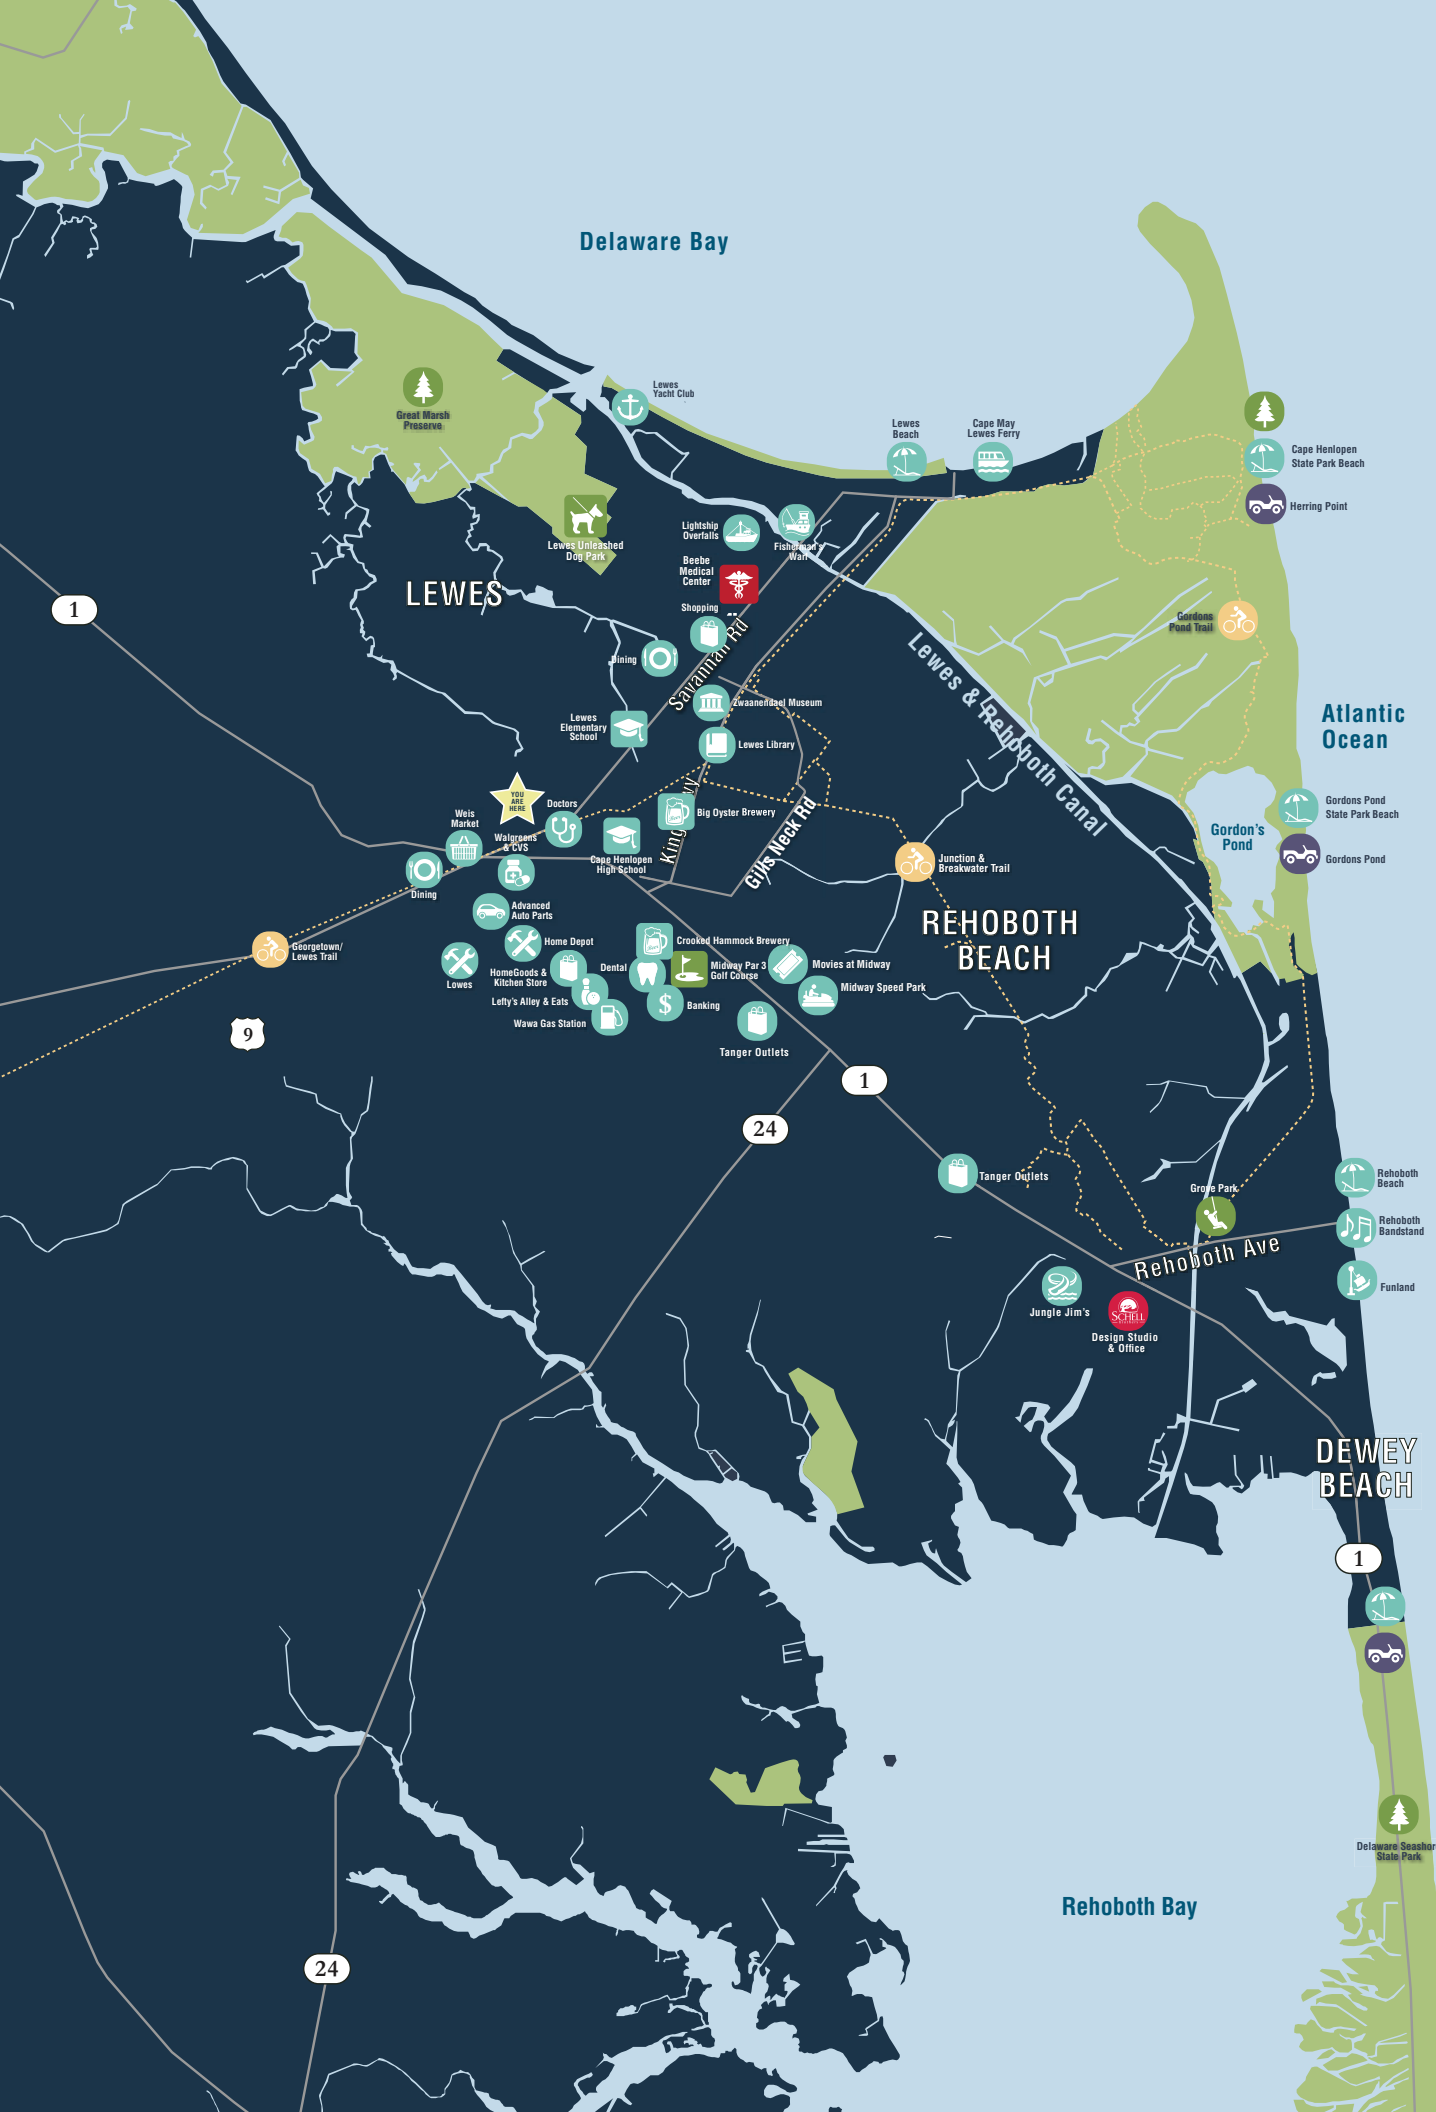 Delaware Bay
Lewes
Yacht Club
Great Marsh
Preserve
Lewes
Beach
Cape May
Lewes Ferry
Cape Henlopen
State Park Beach
Herring Point
Lightship
Overfalls
Fisherman's
Lewes Unleashed
Dog Park
Beebe
Medical
Center
LEWES
1
Shopping
Gordons
Pond Trail
Savannah Rd
Dining
Lewes & Rehoboth Canal
Zwaanendael Museum
Lewes
Elementary
School
Lewes Library
Atlantic
Ocean
YOU
ARE
HERE
Doctors
Weis
Market
Walgreens
& CVS
Big Oyster Brewery
Gills Neck Rd
Gordon's
Pond
Gordons Pond
State Park Beach
Gordons Pond
Cape Henlopen
High School
Junction &
Breakwater Trail
Dining
Advanced
Auto Parts
REHOBOTH
BEACH
Georgetown/
Lewes Trail
Home Depot
Crooked Hammock Brewery
Lowes
HomeGoods &
Kitchen Store
Dental
Midway Par 3
Golf Course
Movies at Midway
Midway Speed Park
Lefty's Alley & Eats
Banking
$
Wawa Gas Station
9
Tanger Outlets
1
24
Tanger Outlets
Grove Park
Rehoboth
Beach
Rehoboth
Bandstand
Rehoboth Ave
Funland
Jungle Jim's
SCHELL
Design Studio
& Office
DEWEY
BEACH
1
Delaware Seashor
State Park
Rehoboth Bay
24